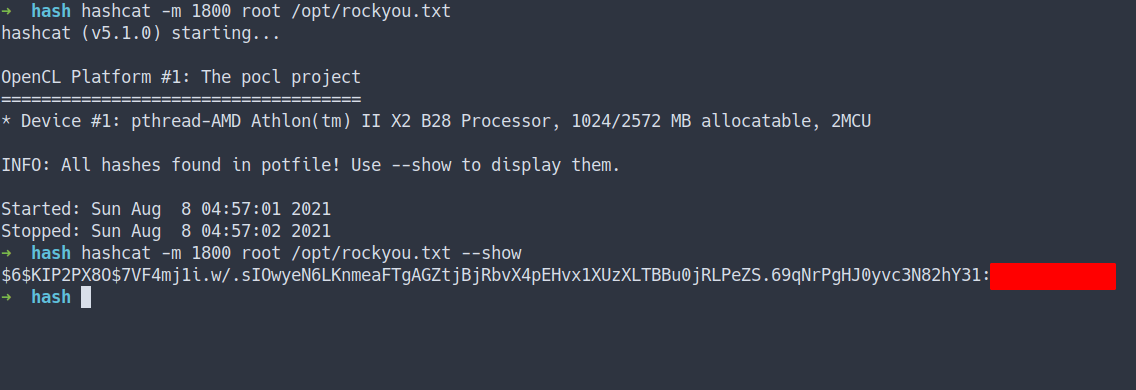 → hash hashcat -m 1800 root /opt/rockyou.txt
hashcat (v5.1.0) starting...
OpenCL Platform #1: The pocl project
====================================
* Device #1: pthread-AMD Athlon(tm) II X2 B28 Processor, 1024/2572 MB allocatable, 2MCU
INFO: All hashes found in potfile! Use --show to display them.
Started: Sun Aug  8 04:57:01 2021
Stopped: Sun Aug  8 04:57:02 2021
→ hash hashcat -m 1800 root /opt/rockyou.txt --show
$6$KIP2PX8O$7VF4mj1i.w/.sIOwyeN6LKnmeaFTgAGZtjBjRbvX4pEHvx1XUzXLTBBu0jRLPeZS.69qNrPgHJ0yvc3N82hY31:
→ hash